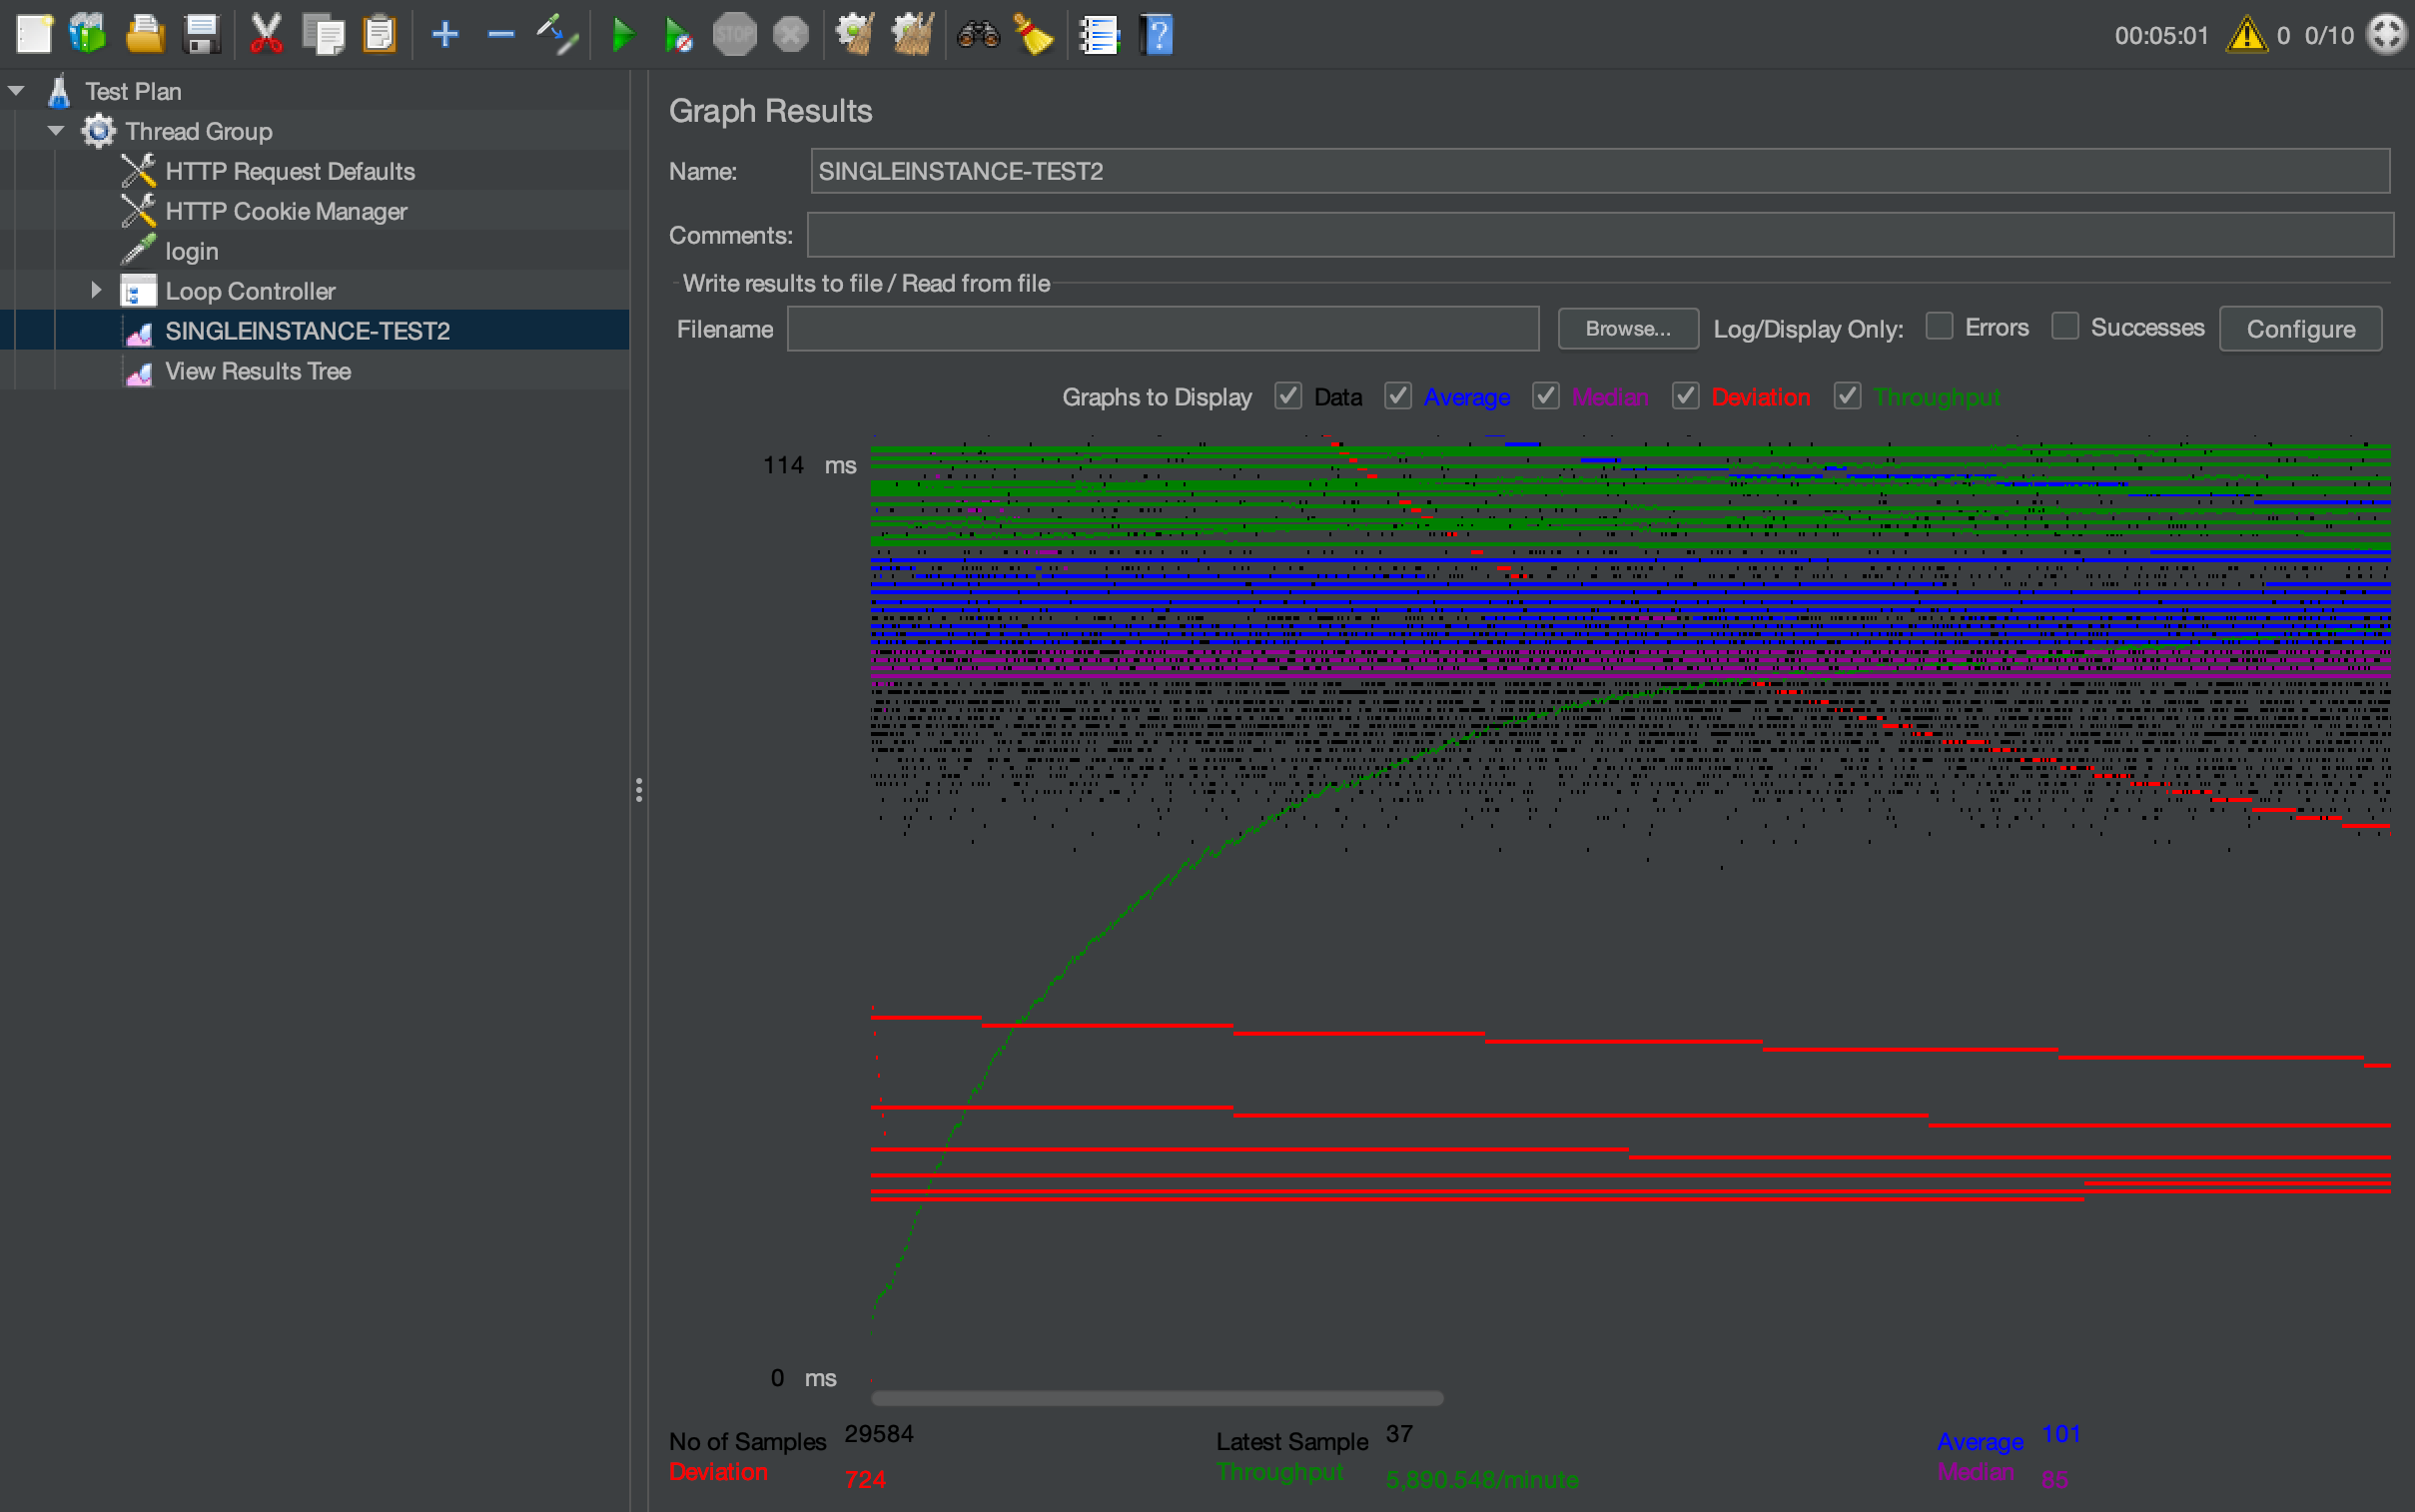 STOP
00:05:01 0 0/10
Test Plan
Thread Group
HTTP Request Defaults
HTTP Cookie Manager
login
Loop Controller
SINGLEINSTANCE-TEST2
View Results Tree
Graph Results
Name: SINGLEINSTANCE-TEST2
Comments:
Write results to file / Read from file
Filename Browse... Log/Display Only: Errors Successes Configure
Graphs to Display Data Average Median Deviation Throughput
114 ms
0 ms
No of Samples 29584 Latest Sample 37 Average 101
Deviation 724 Throughput 5,890.548/minute Median 85